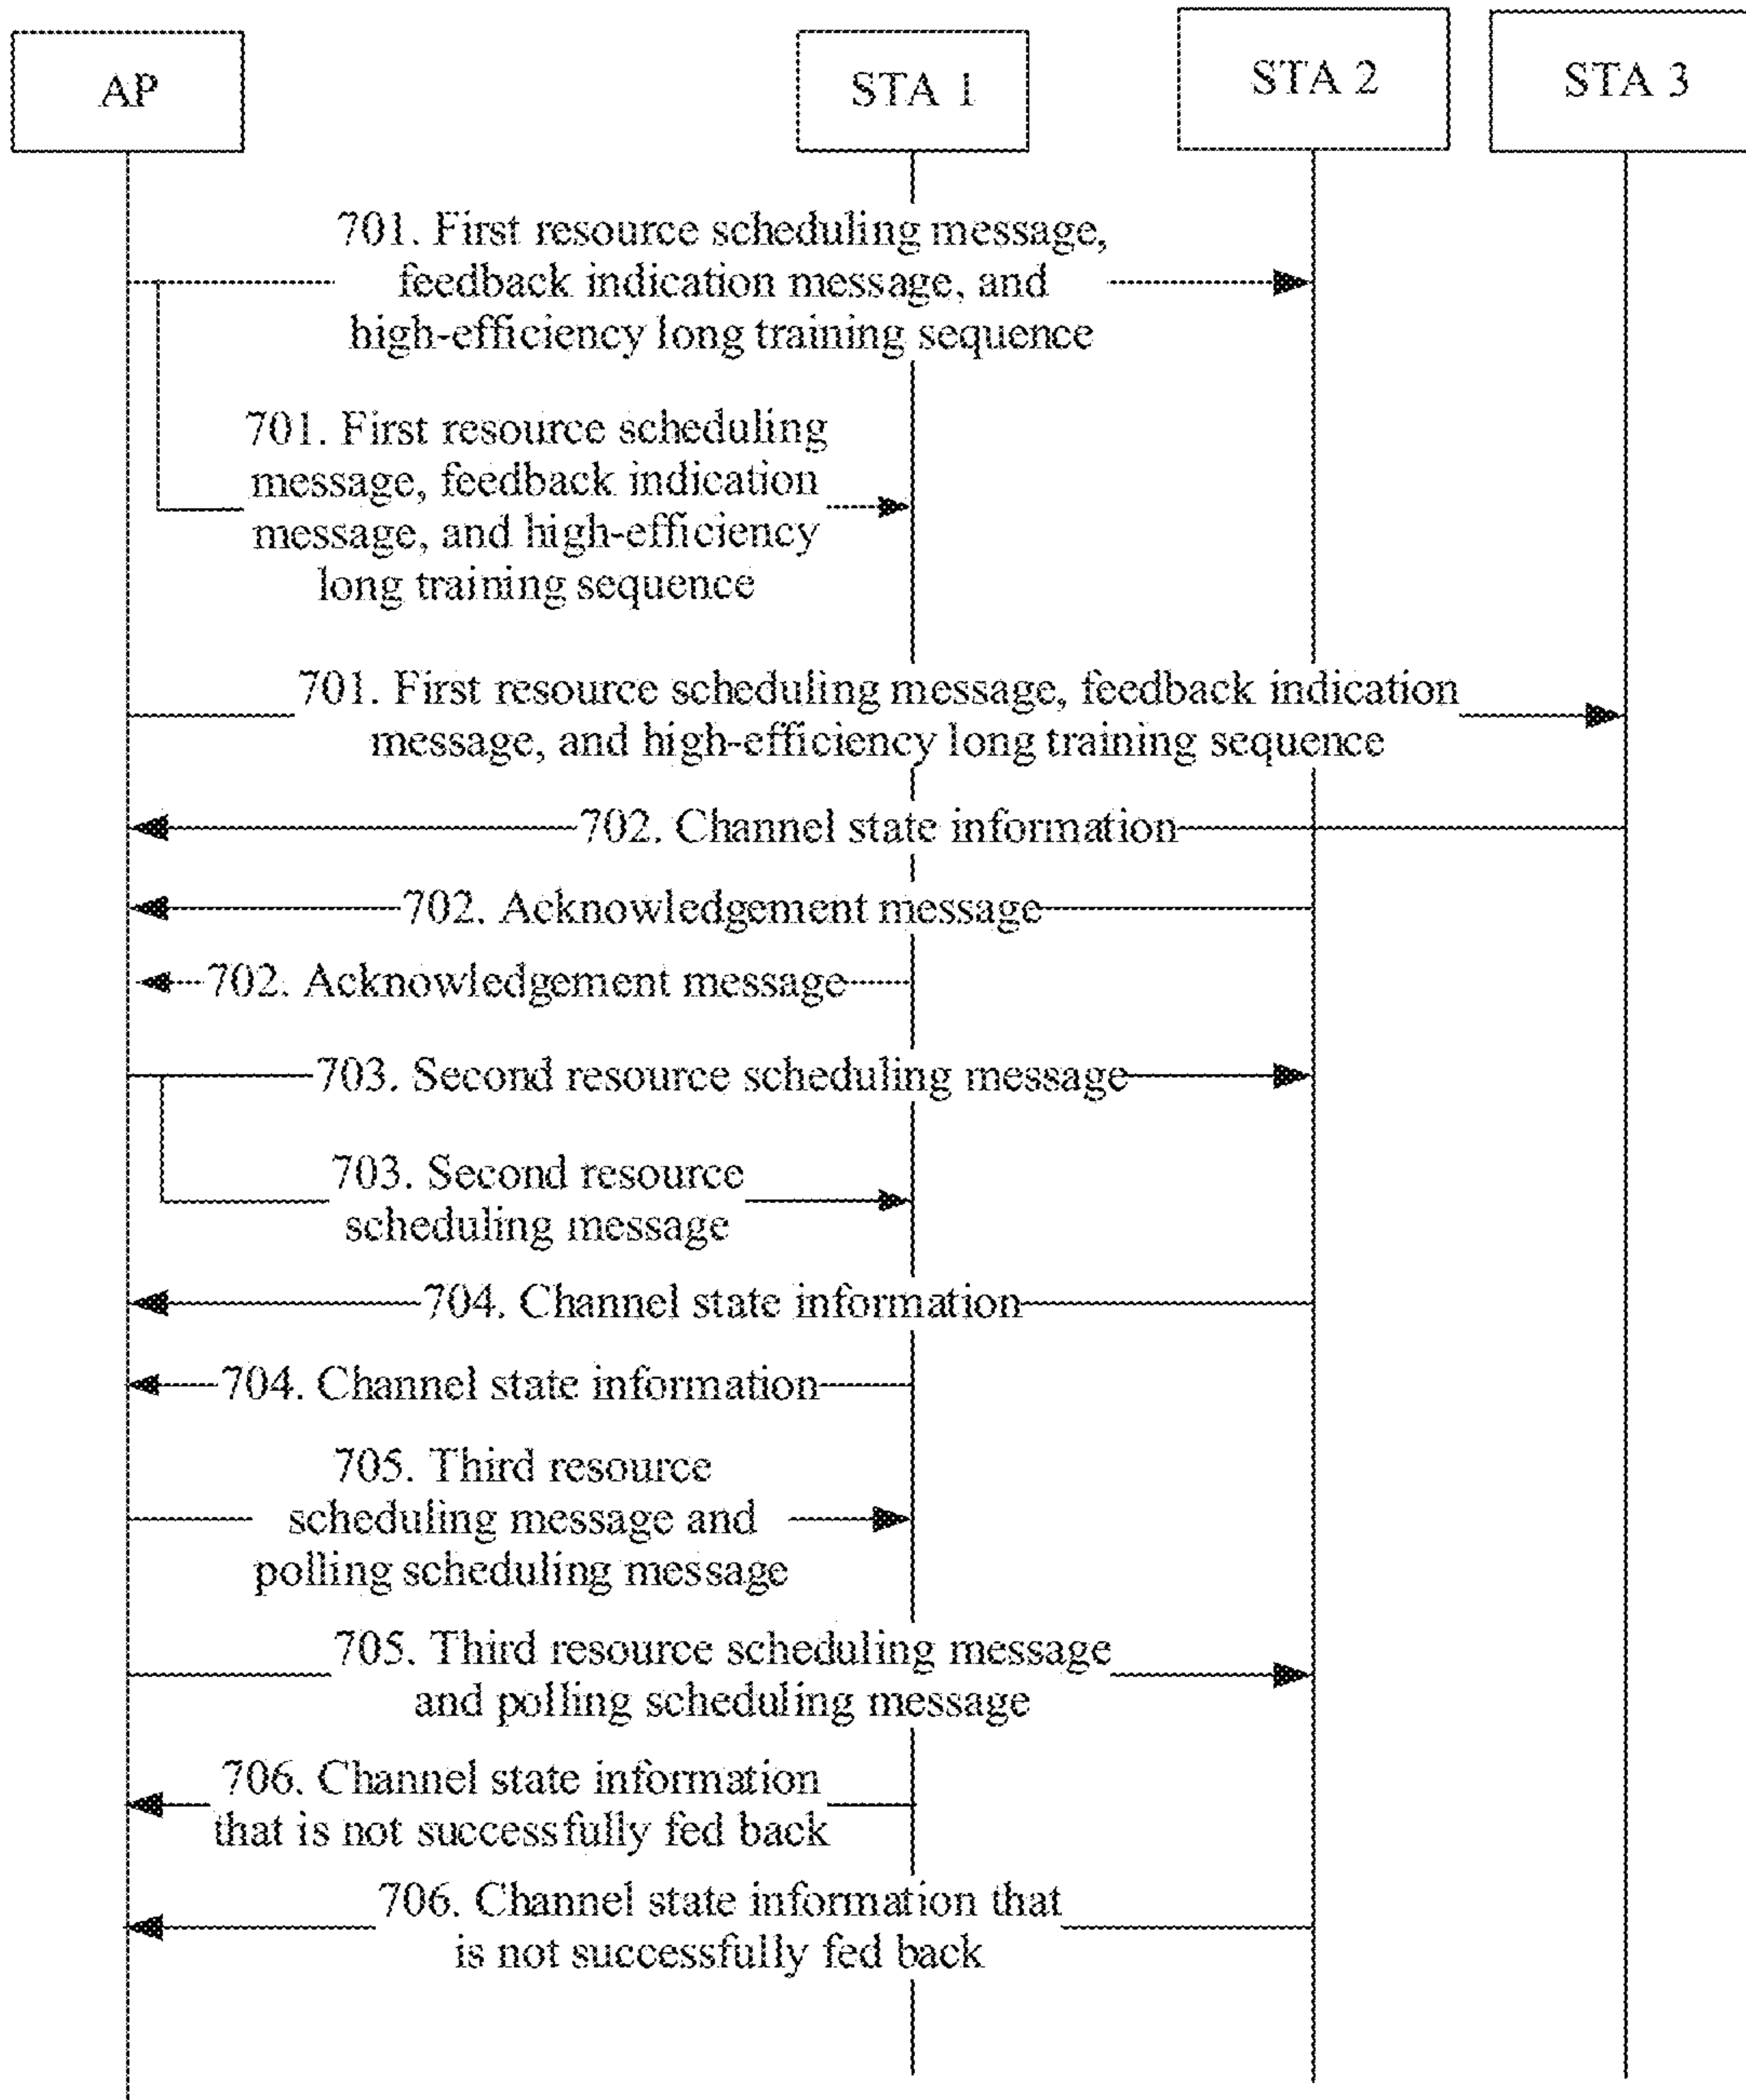 AP
STA 1
STA 2
STA 3
701. First resource scheduling message,
feedback indication message, and
high-efficiency long training sequence
701. First resource scheduling
message, feedback indication
message, and high-efficiency
long training sequence
701. First resource scheduling message, feedback indication
message, and high-efficiency long training sequence
702. Channel state information
702. Acknowledgement message
702. Acknowledgement message
703. Second resource scheduling message
703. Second resource
scheduling message
704. Channel state information
704. Channel state information
705. Third resource
scheduling message and
polling scheduling message
705. Third resource scheduling message
and polling scheduling message
706. Channel state information
that is not successfully fed back
706. Channel state information that
is not successfully fed back